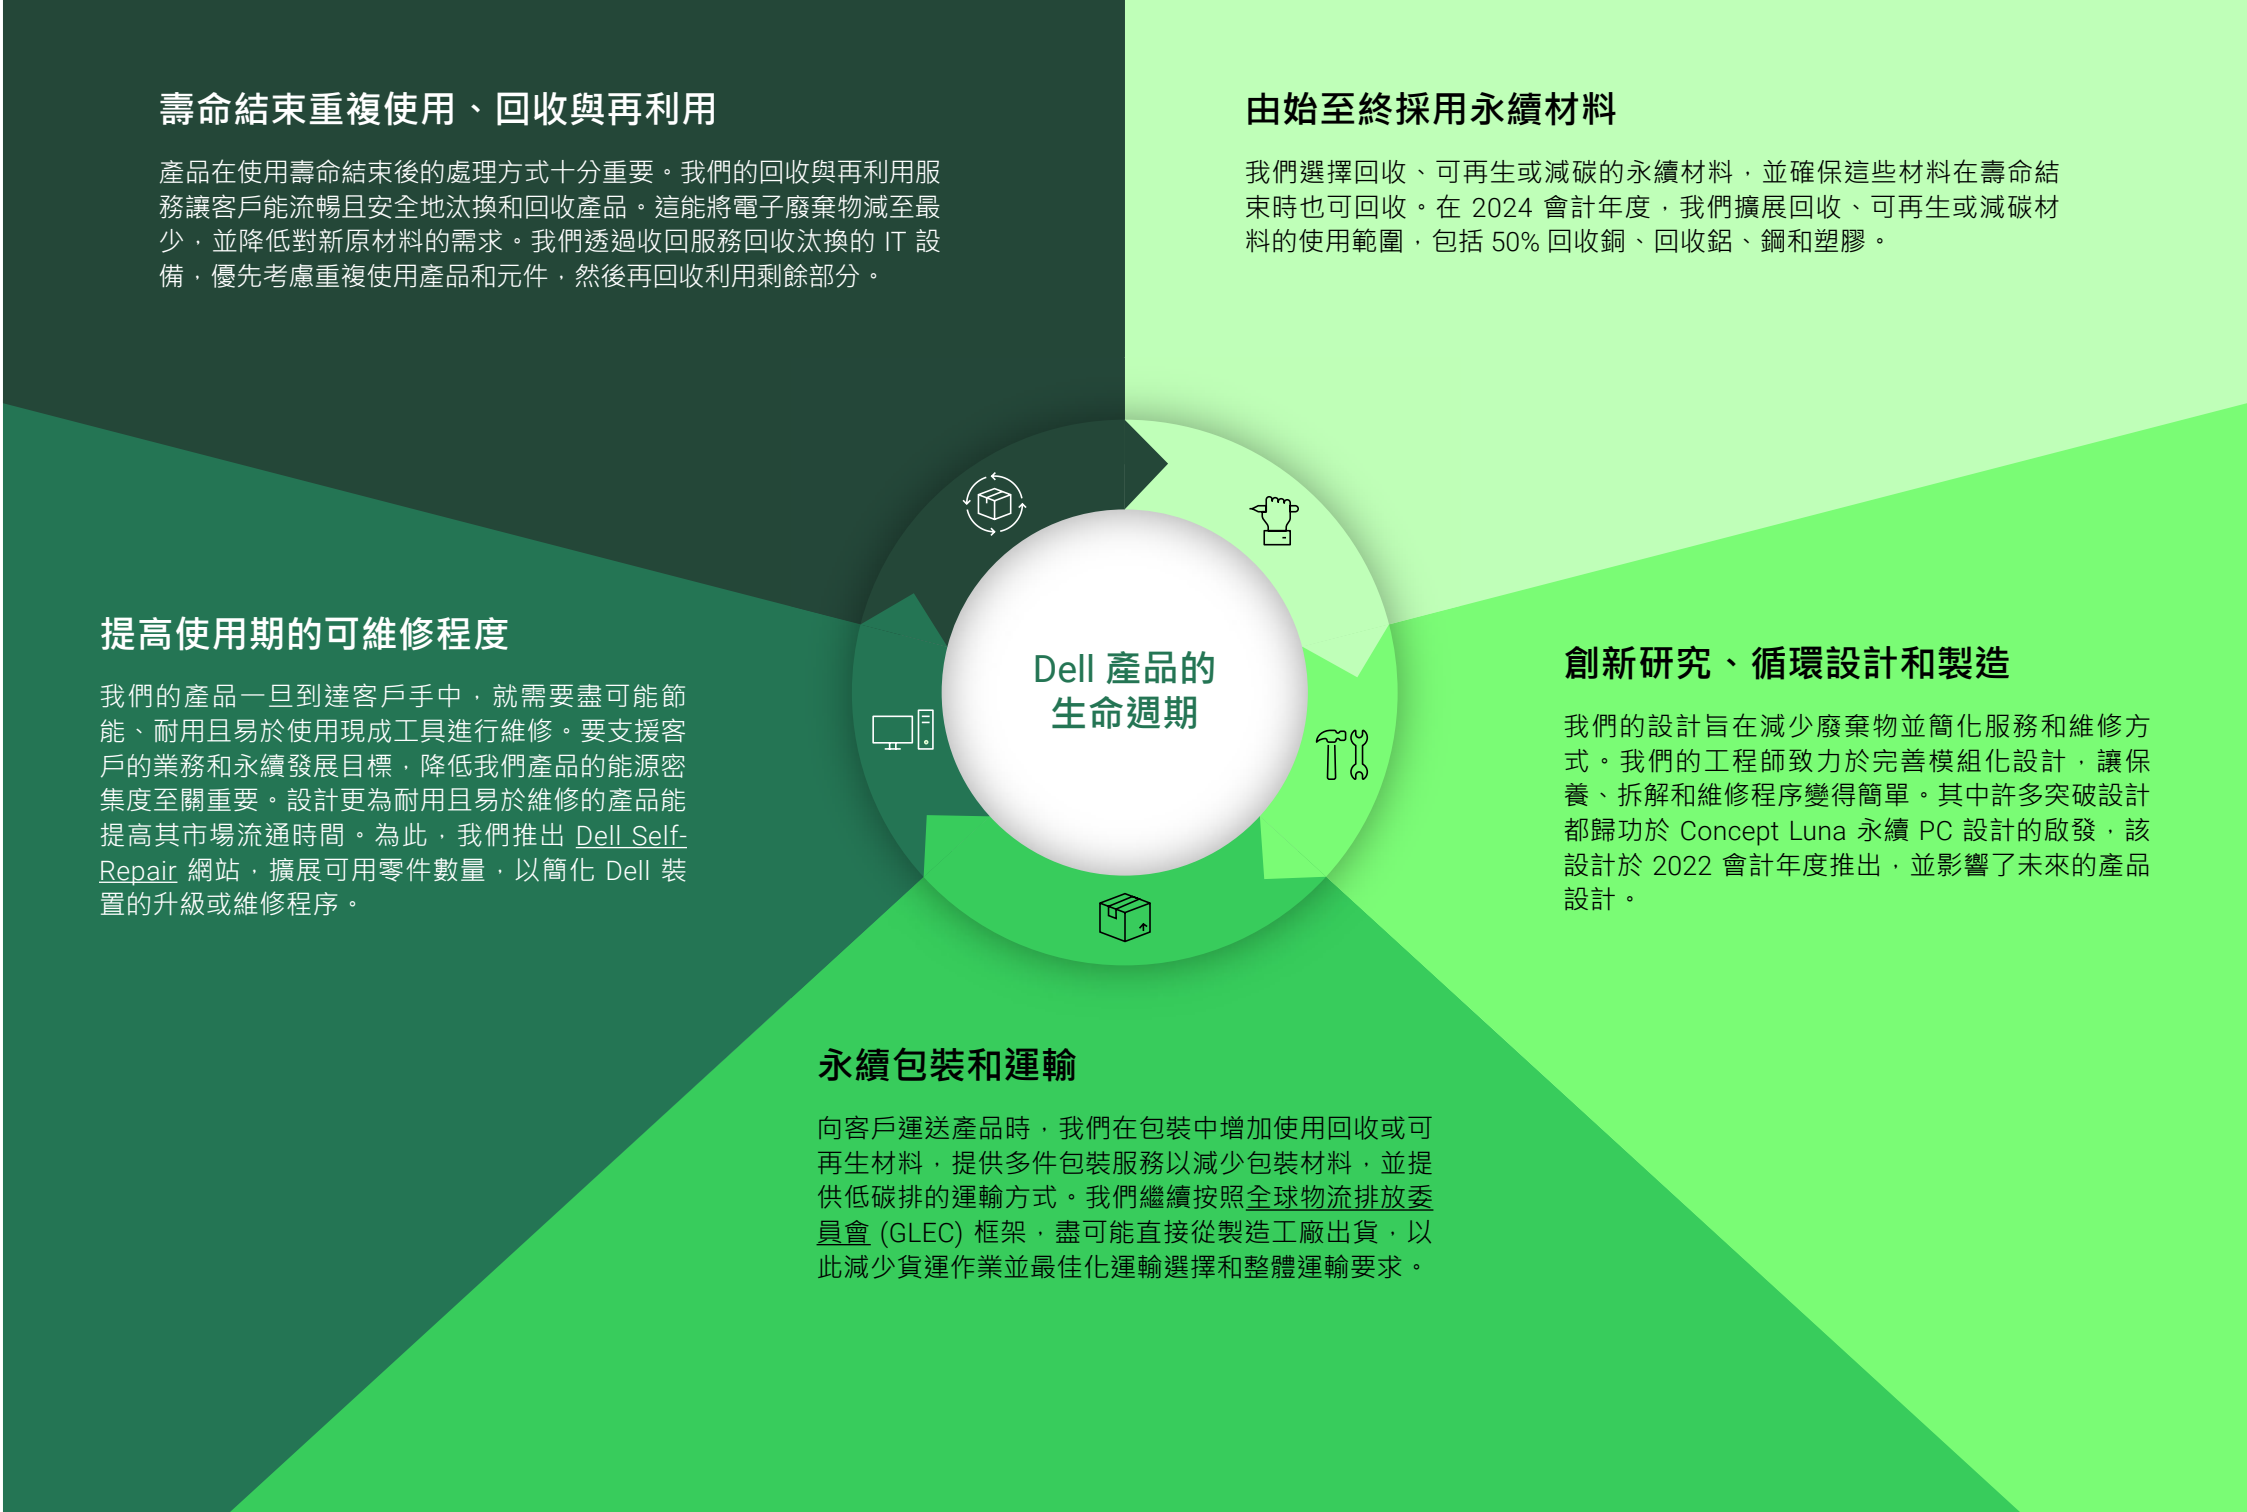 壽命結束重複使用、回收與再利用
產品在使用壽命結束後的處理方式十分重要。我們的回收與再利用服
務讓客戶能流暢且安全地汰換和回收產品。這能將電子廢棄物減至最
少，並降低對新原材料的需求。我們透過收回服務回收汰換的 IT 設
備，優先考慮重複使用產品和元件，然後再回收利用剩餘部分。
由始至終採用永續材料
我們選擇回收、可再生或減碳的永續材料，並確保這些材料在壽命結
束時也可回收。在 2024 會計年度，我們擴展回收、可再生或減碳材
料的使用範圍，包括 50% 回收銅、回收鋁、鋼和塑膠。
提高使用期的可維修程度
我們的產品一旦到達客戶手中，就需要盡可能節
能、耐用且易於使用現成工具進行維修。要支援客
戶的業務和永續發展目標，降低我們產品的能源密
集度至關重要。設計更為耐用且易於維修的產品能
提高其市場流通時間。為此，我們推出 Dell Self-
Repair 網站，擴展可用零件數量，以簡化 Dell 裝
置的升級或維修程序。
Dell 產品的
生命週期
創新研究、循環設計和製造
我們的設計旨在減少廢棄物並簡化服務和維修方
式。我們的工程師致力於完善模組化設計，讓保
養、拆解和維修程序變得簡單。其中許多突破設計
都歸功於 Concept Luna 永續 PC 設計的啟發，該
設計於 2022 會計年度推出，並影響了未來的產品
設計。
永續包裝和運輸
向客戶運送產品時，我們在包裝中增加使用回收或可
再生材料，提供多件包裝服務以減少包裝材料，並提
供低碳排的運輸方式。我們繼續按照全球物流排放委
員會 (GLEC) 框架，盡可能直接從製造工廠出貨，以
此減少貨運作業並最佳化運輸選擇和整體運輸要求。